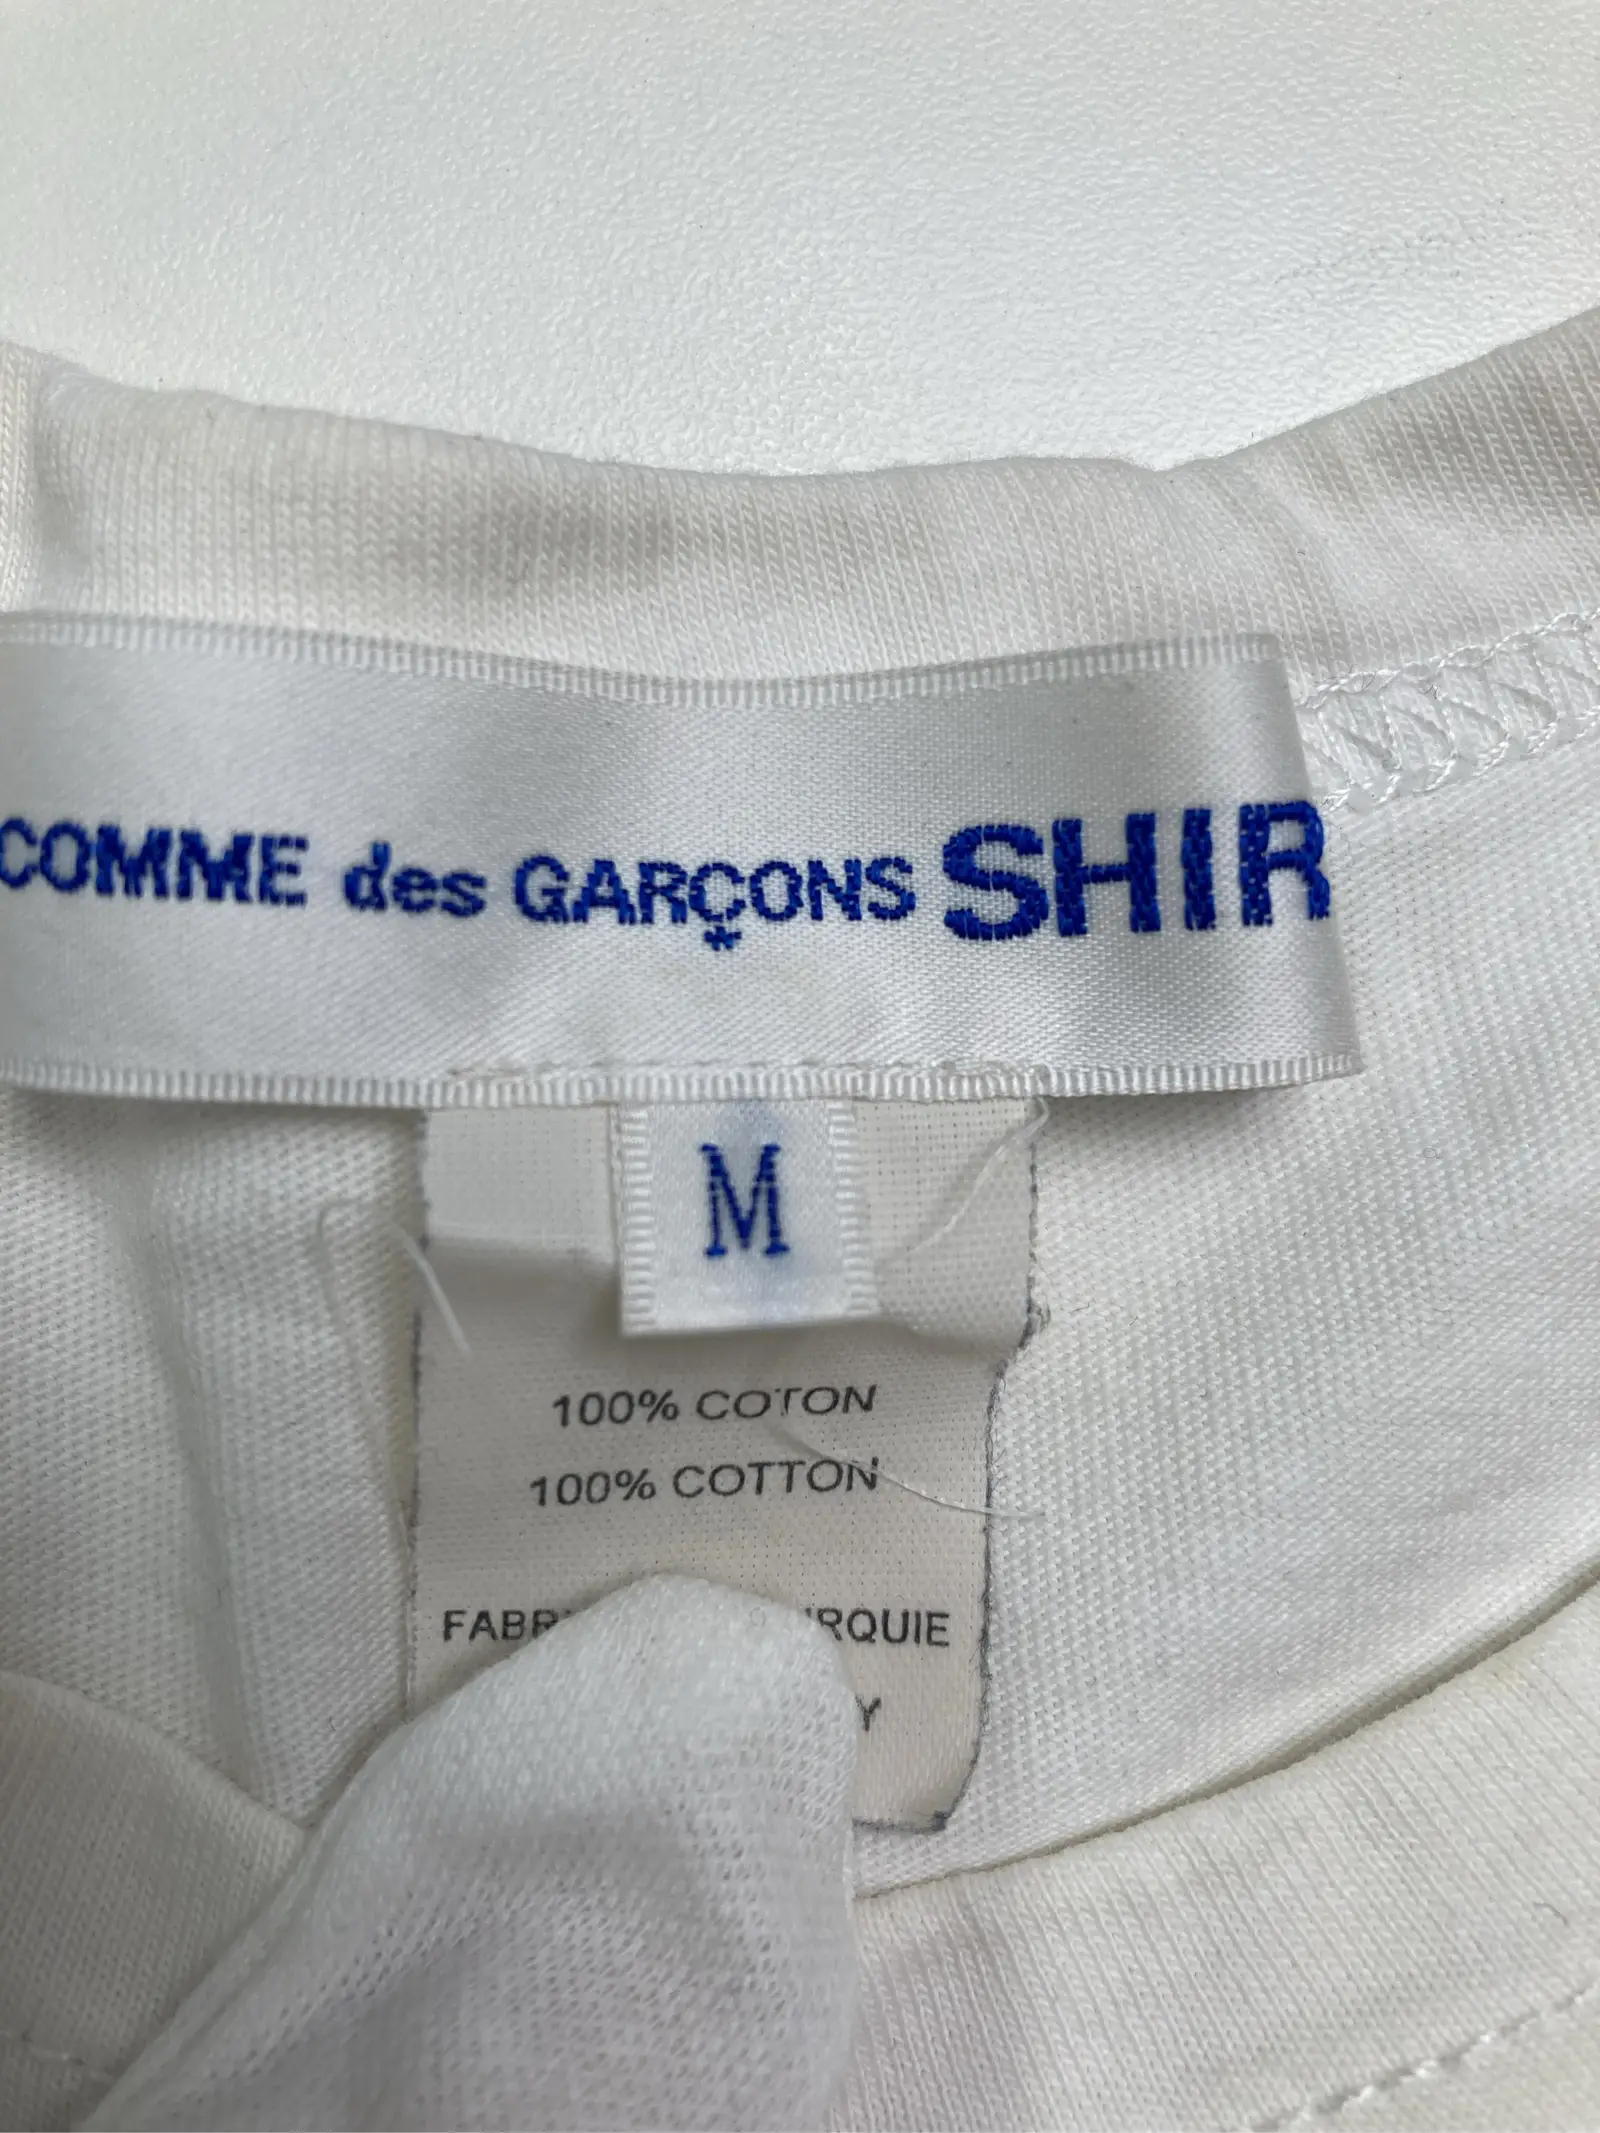 COMME des GARÇONS SHIR
M
100% COTON
100% COTTON